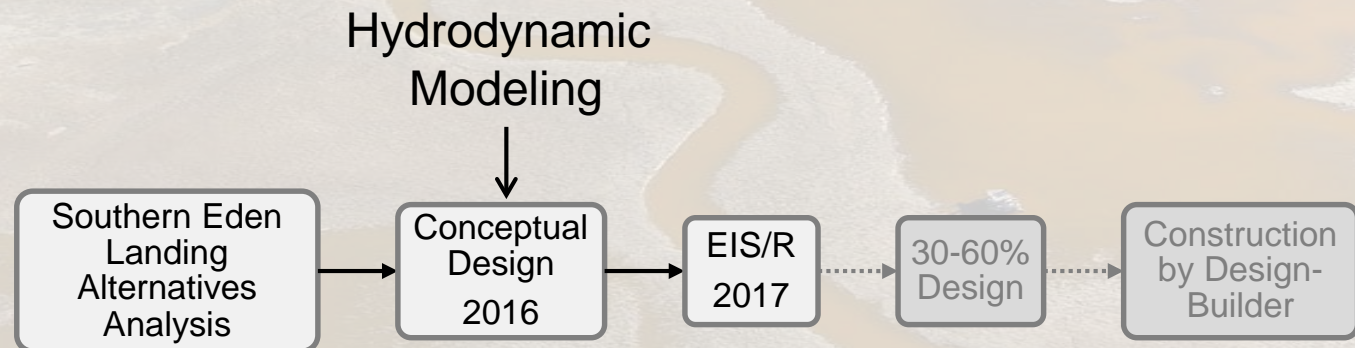 Hydrodynamic
Modeling
Southern Eden
Landing
Alternatives
Analysis
Conceptual
Design
2016
EIS/R
2017
30-60%
Design
Construction
by Design-
Builder